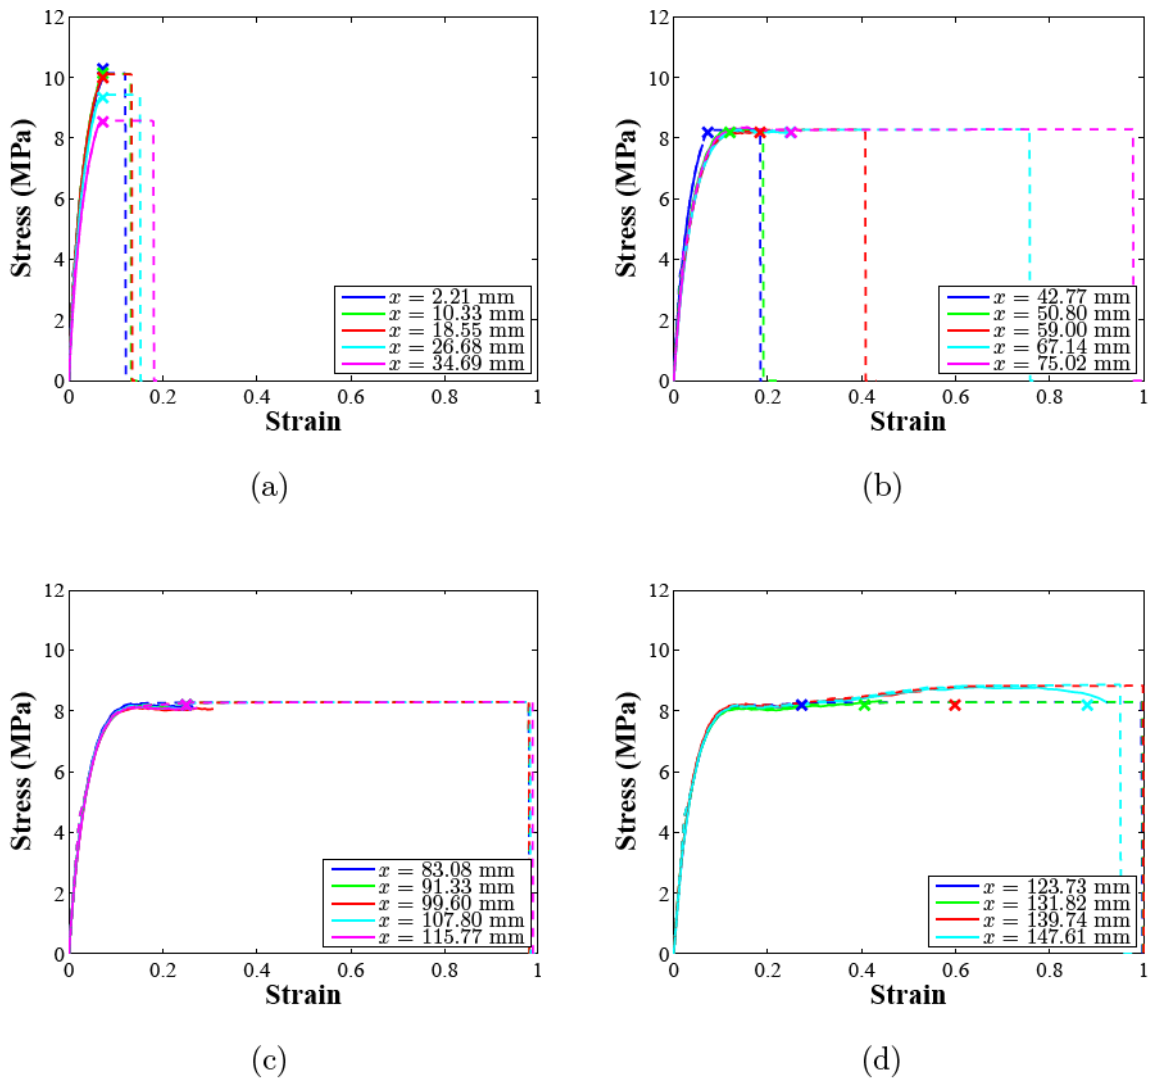 12
10
8
6
4
2
0
Stress (MPa)
x = 2.21 mm
x = 10.33 mm
x = 18.55 mm
x = 26.68 mm
x = 34.69 mm
0 0.2 0.4 0.6 0.8 1
Strain
(a)
12
10
8
6
4
2
0
Stress (MPa)
x = 42.77 mm
x = 50.80 mm
x = 59.00 mm
x = 67.14 mm
x = 75.02 mm
0 0.2 0.4 0.6 0.8 1
Strain
(b)
12
10
8
6
4
2
0
Stress (MPa)
x = 83.08 mm
x = 91.33 mm
x = 99.60 mm
x = 107.80 mm
x = 115.77 mm
0 0.2 0.4 0.6 0.8 1
Strain
(c)
12
10
8
6
4
2
0
Stress (MPa)
x = 123.73 mm
x = 131.82 mm
x = 139.74 mm
x = 147.61 mm
0 0.2 0.4 0.6 0.8 1
Strain
(d)